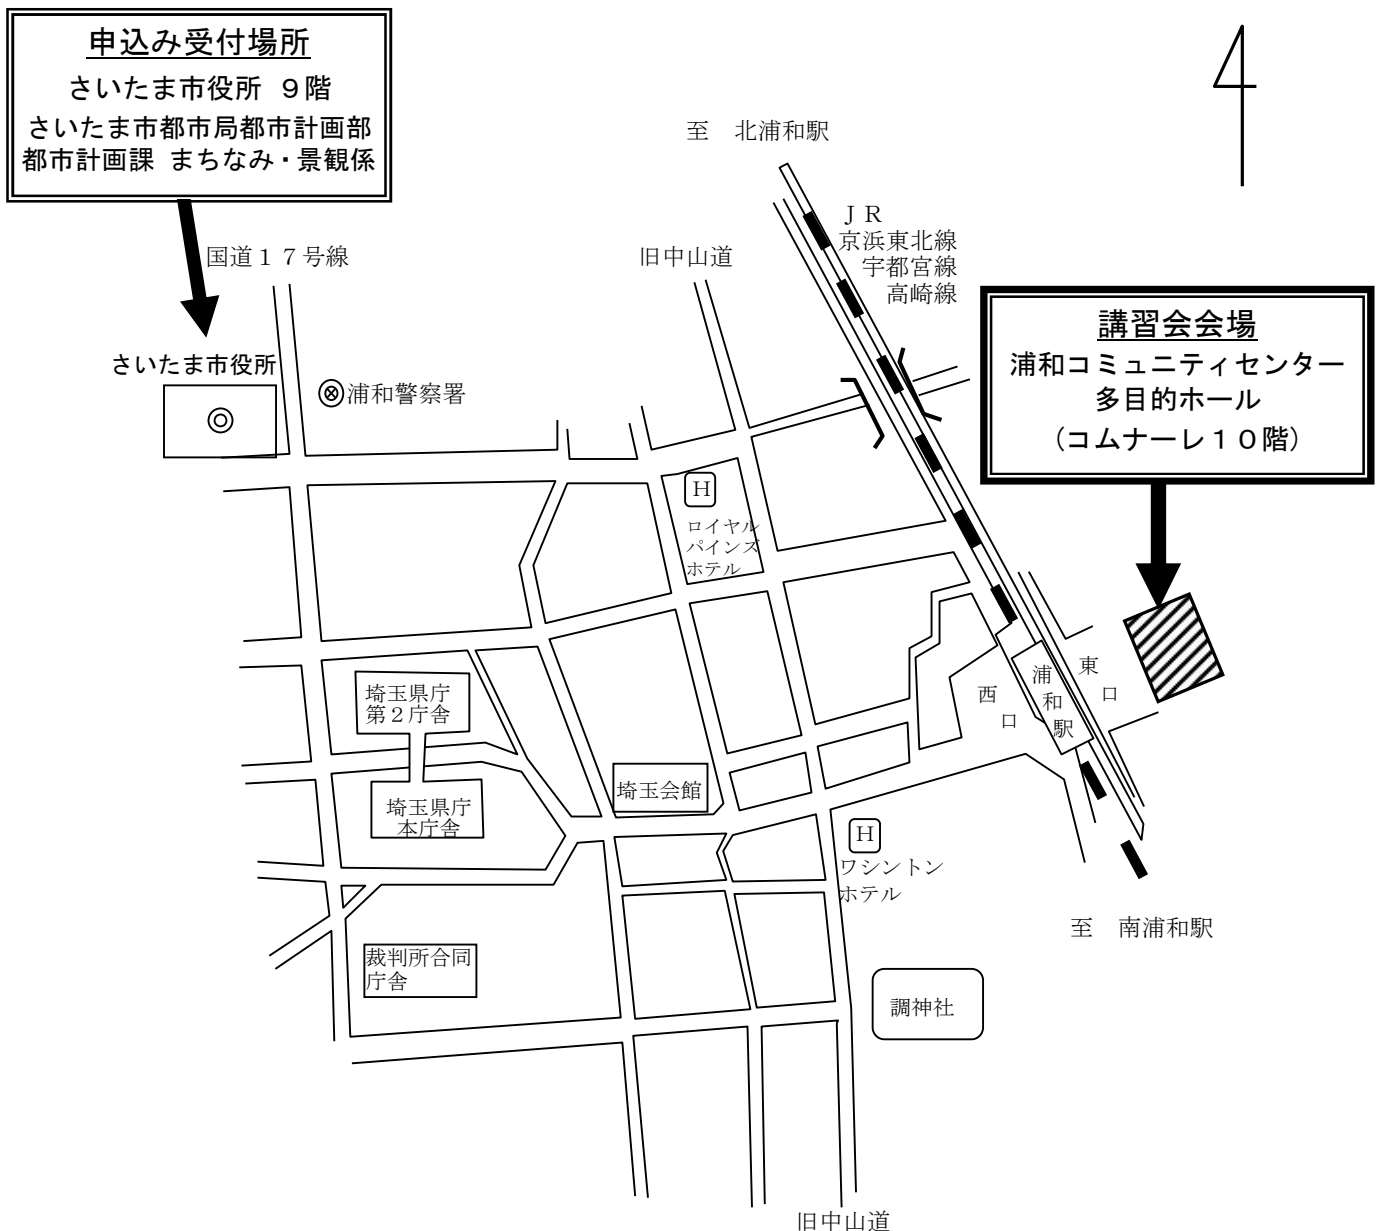 申込み受付場所
さいたま市役所 ９階
さいたま市都市局都市計画部
都市計画課 まちなみ・景観係
至 北浦和駅
ＪＲ
京浜東北線
宇都宮線
高崎線
国道１７号線
旧中山道
講習会会場
浦和コミュニティセンター
多目的ホール
（コムナーレ１０階）
さいたま市役所
浦和警察署
H
ロイヤル
パインズ
ホテル
東口
浦和駅
西口
埼玉県庁
第２庁舎
埼玉会館
埼玉県庁
本庁舎
H
ワシントン
ホテル
至 南浦和駅
裁判所合同
庁舎
調神社
旧中山道